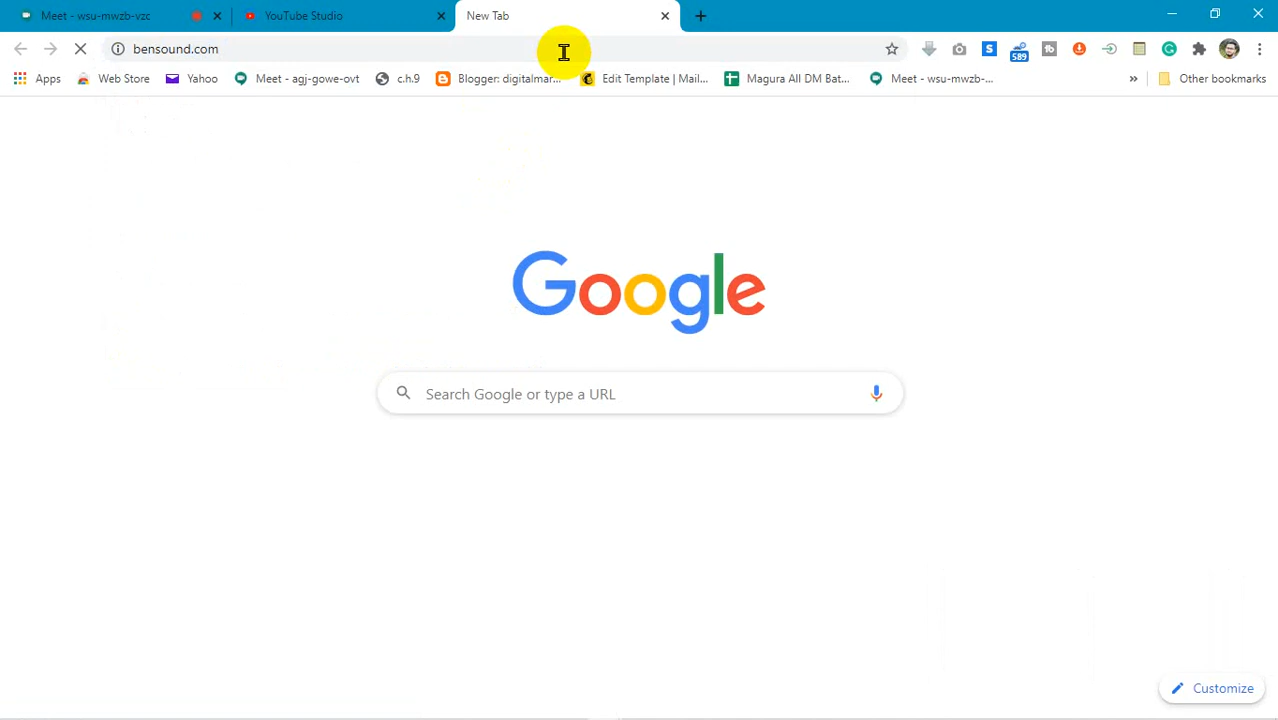 Meet - wsu-mwzb-vzc
YouTube Studio
New Tab
bensound.com
589
Apps
Web Store
Yahoo
Meet - agj-gowe-ovt
c.h.9
Blogger: digitalmar...
Edit Template | Mail...
Magura All DM Bat...
Meet - wsu-mwzb-...
»
Other bookmarks
Google
Search Google or type a URL
Customize